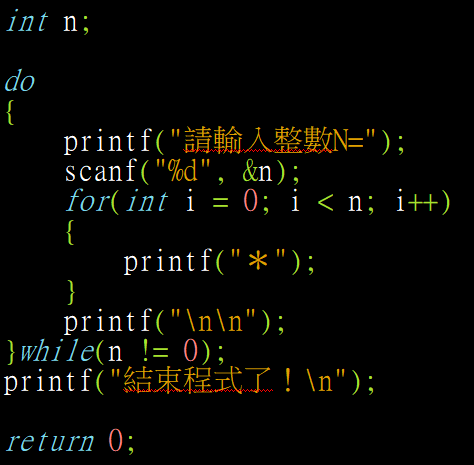 int n;

do
{
    printf("請輸入整數N=");
    scanf("%d", &n);
    for(int i = 0; i < n; i++)
    {
        printf("＊");
    }
    printf("\n\n");
}while(n != 0);
printf("結束程式了！\n");

return 0;